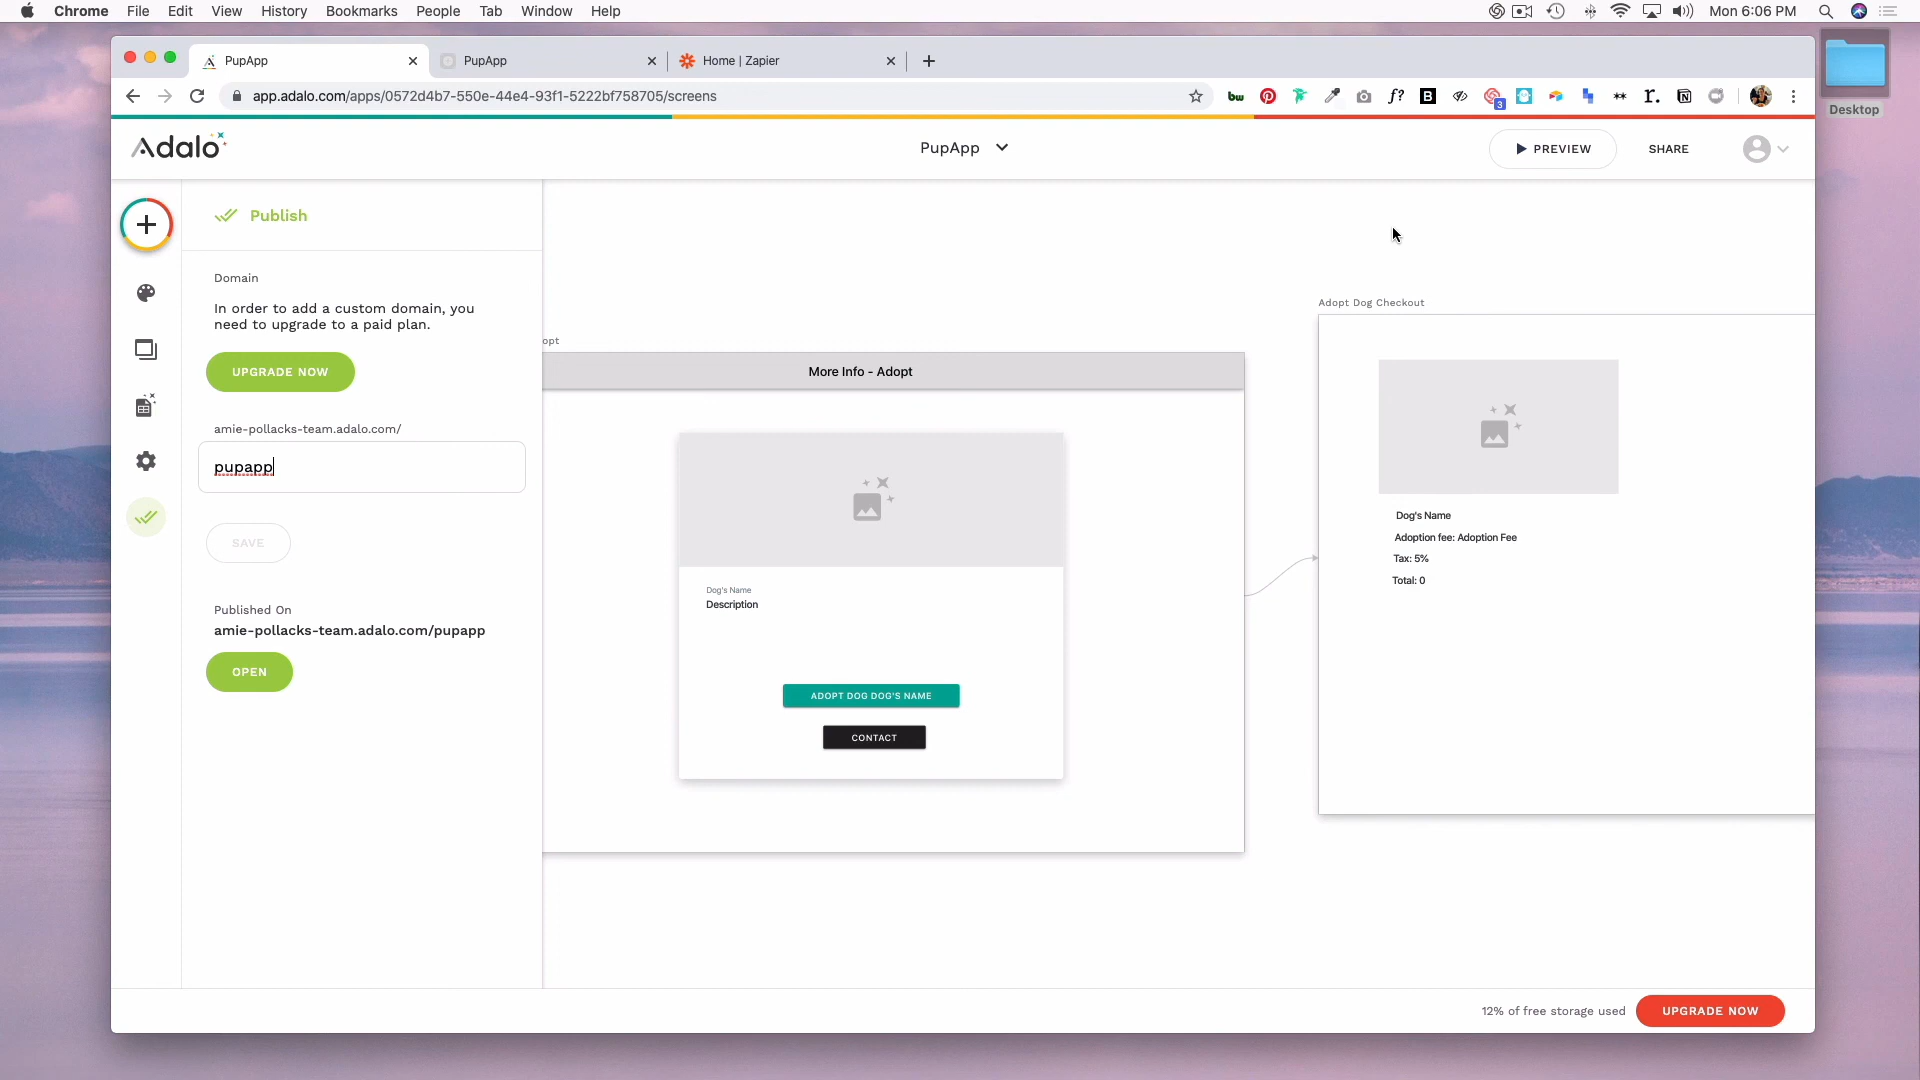 Chrome File Edit View History Bookmarks People Tab Window Help
Mon 6:06 PM
PupApp
PupApp
Home | Zapier
Desktop
app.adalo.com/apps/0572d4b7-550e-44e4-93f1-5222bf758705/screens
bw
f?
B
3
r.
N
Adalo
PupApp
PREVIEW
SHARE
Publish
Domain
In order to add a custom domain, you
need to upgrade to a paid plan.
UPGRADE NOW
amie-pollacks-team.adalo.com/
pupapp
SAVE
Published On
amie-pollacks-team.adalo.com/pupapp
OPEN
opt
More Info - Adopt
Dog's Name
Description
ADOPT DOG DOG'S NAME
CONTACT
Adopt Dog Checkout
Dog's Name
Adoption fee: Adoption Fee
Tax: 5%
Total: 0
12% of free storage used
UPGRADE NOW